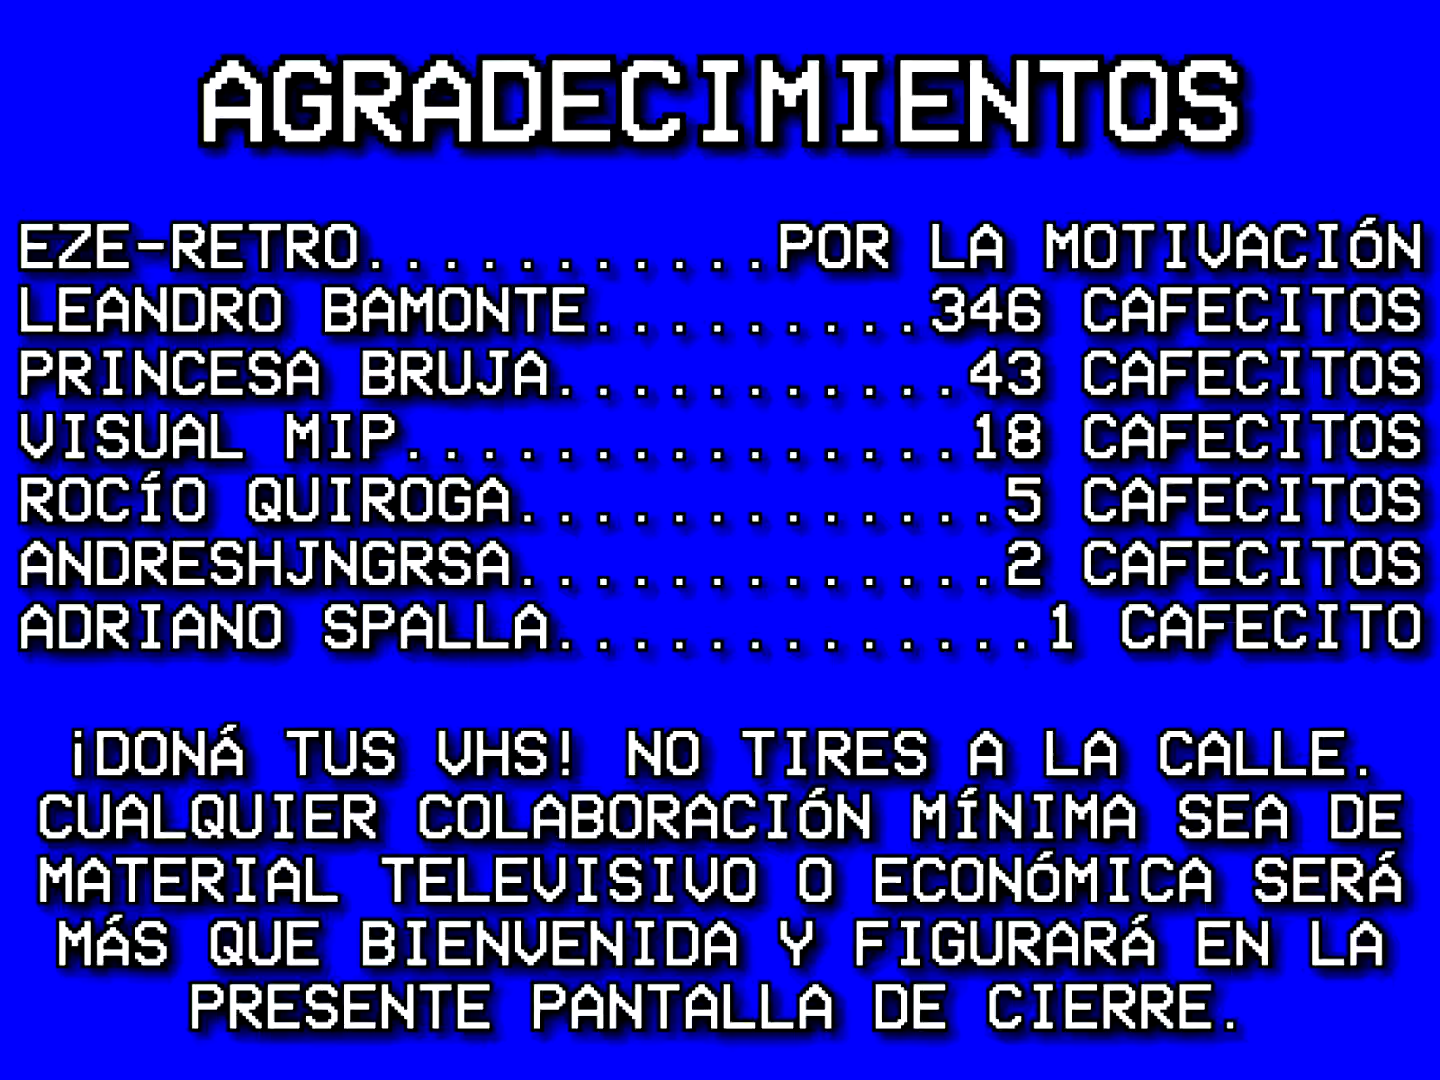 AGRADECIMIENTOS
EZE-RETRO...........POR LA MOTIVACIÓN
LEANDRO BAMONTE.........346 CAFECITOS
PRINCESA BRUJA...........43 CAFECITOS
VISUAL MIP...............18 CAFECITOS
ROCÍO QUIROGA.............5 CAFECITOS
ANDRESHJNGRSA.............2 CAFECITOS
ADRIANO SPALLA.............1 CAFECITO
¡DONÁ TUS VHS! NO TIRES A LA CALLE.
CUALQUIER COLABORACIÓN MÍNIMA SEA DE
MATERIAL TELEVISIVO O ECONÓMICA SERÁ
MÁS QUE BIENVENIDA Y FIGURARÁ EN LA
PRESENTE PANTALLA DE CIERRE.